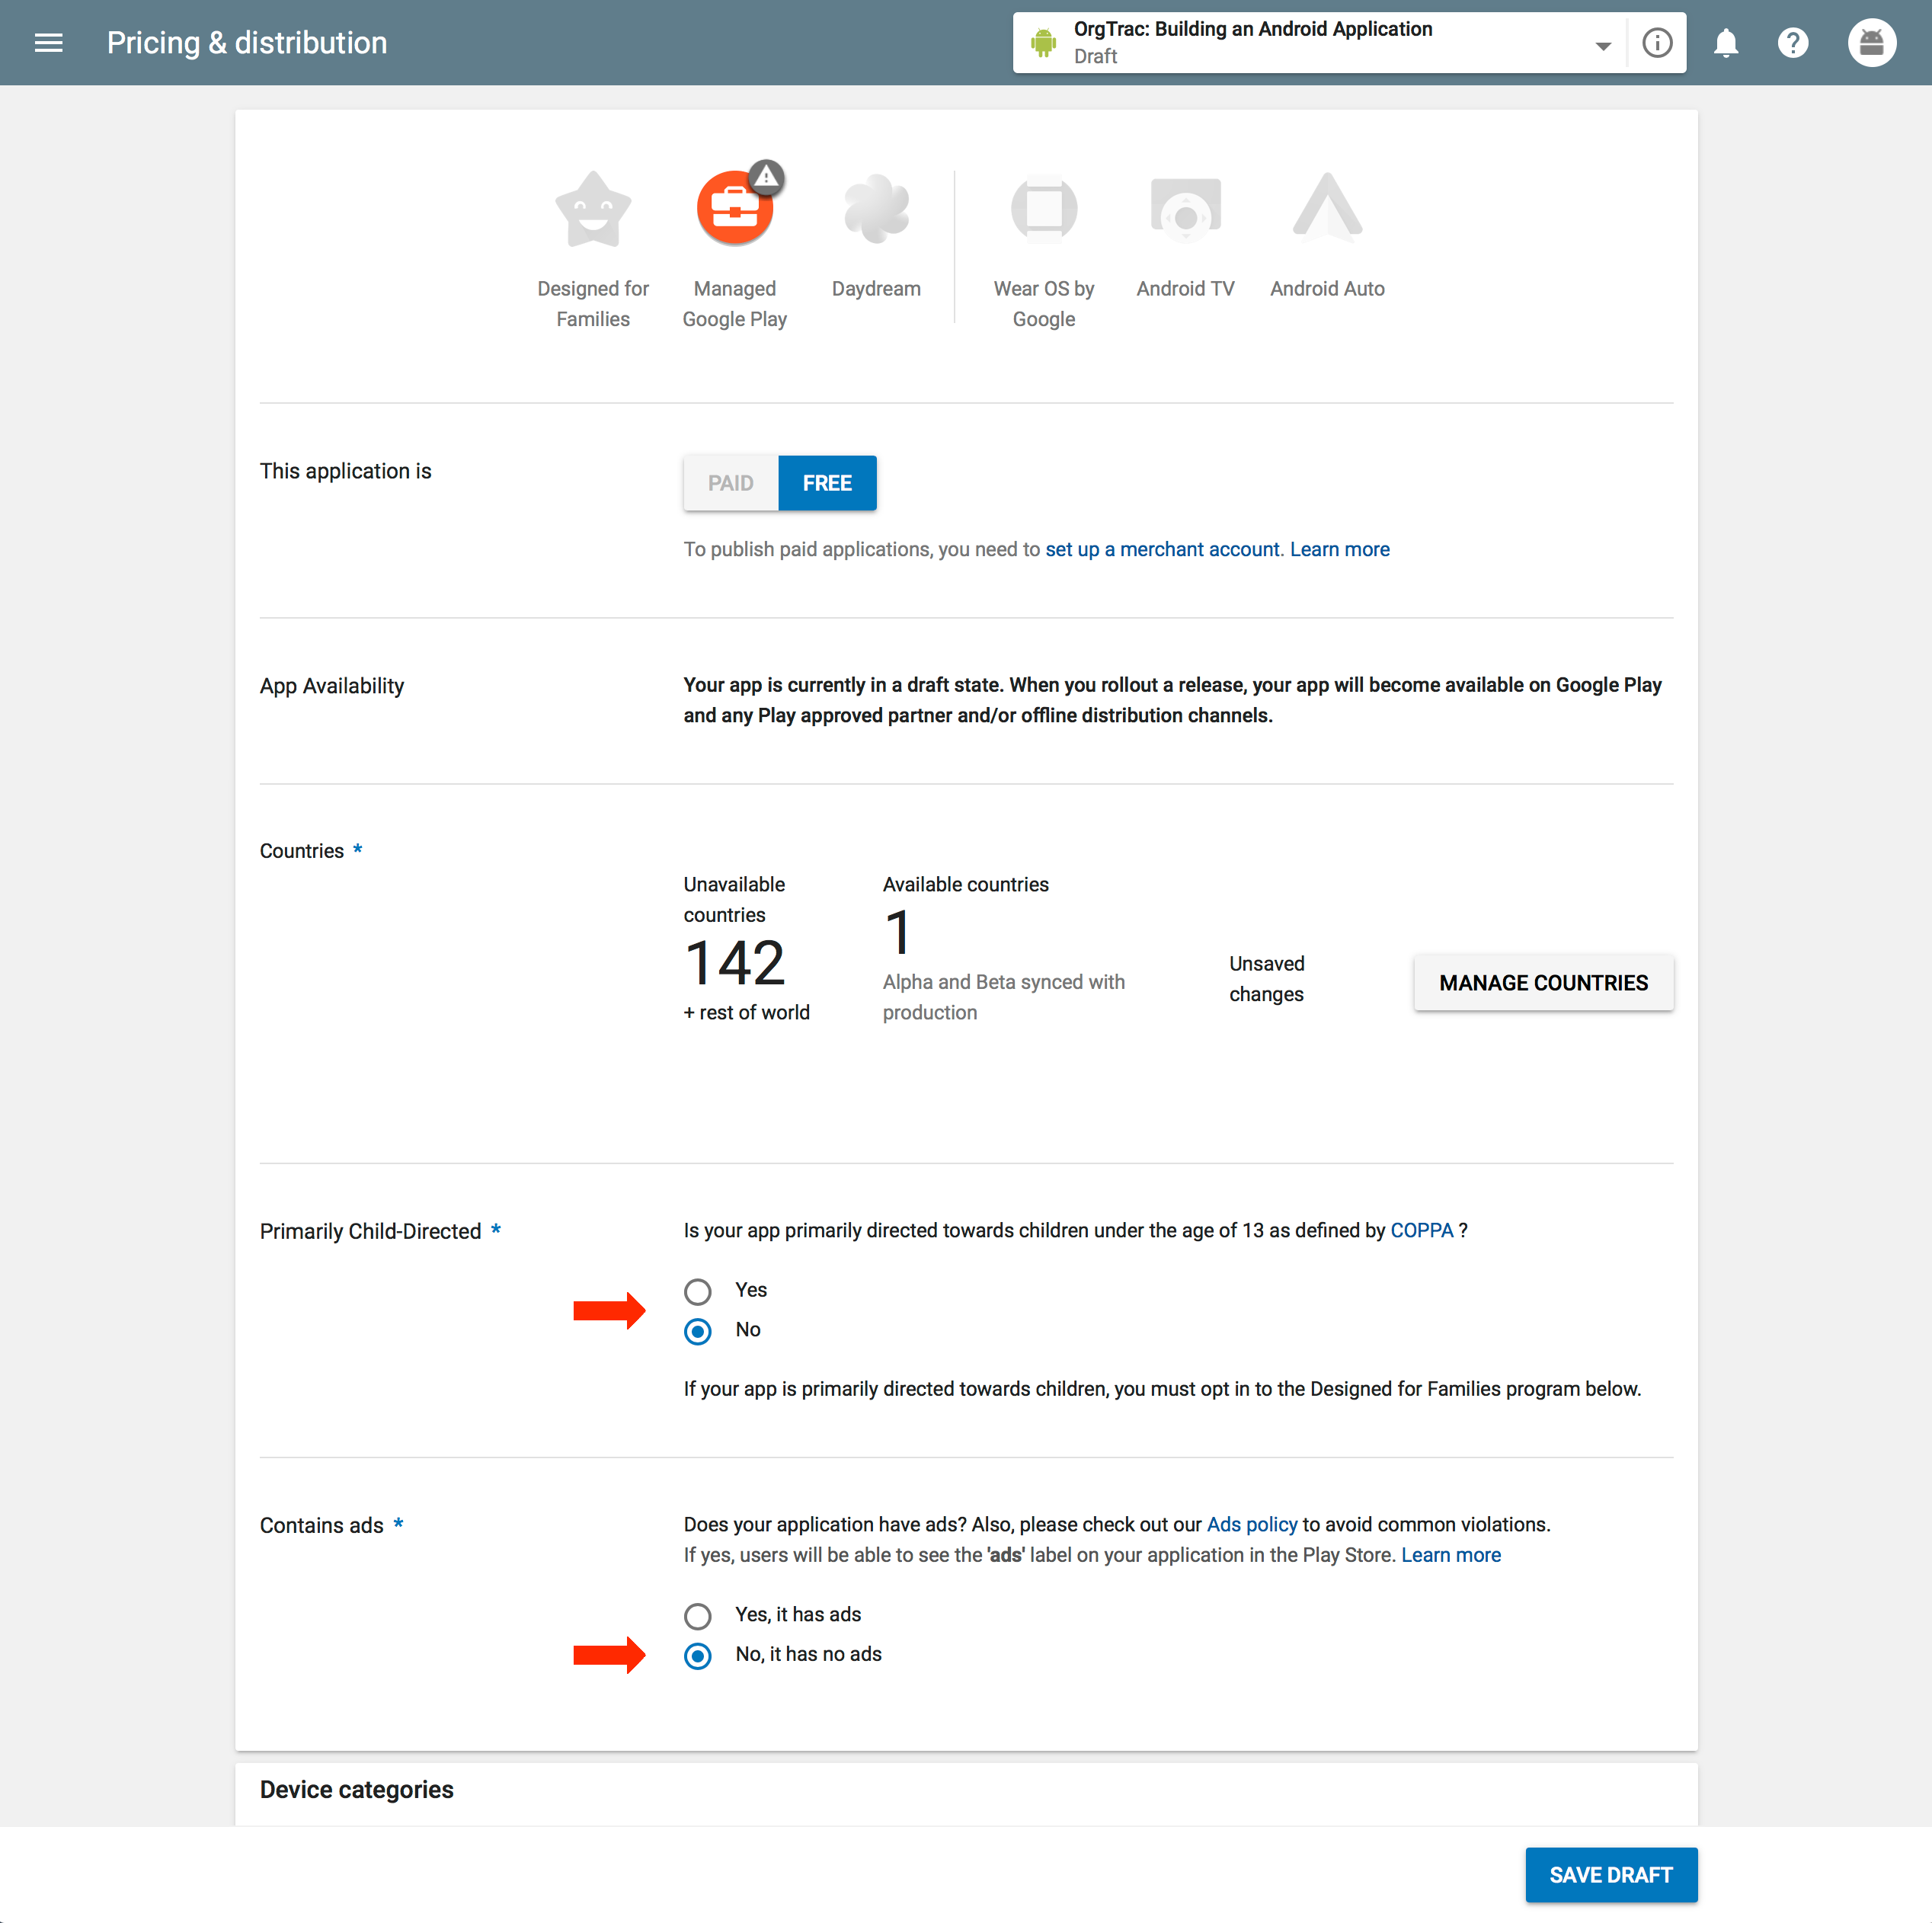 Pricing & distribution
OrgTrac: Building an Android Application
Draft
Designed for
Families
Managed
Google Play
Daydream
Wear OS by
Google
Android TV
Android Auto
This application is
PAID
FREE
To publish paid applications, you need to set up a merchant account. Learn more
App Availability
Your app is currently in a draft state. When you rollout a release, your app will become available on Google Play
and any Play approved partner and/or offline distribution channels.
Countries *
Unavailable
countries
142
+ rest of world
Available countries
1
Alpha and Beta synced with
production
Unsaved
changes
MANAGE COUNTRIES
Primarily Child-Directed *
Is your app primarily directed towards children under the age of 13 as defined by COPPA ?
Yes
No
If your app is primarily directed towards children, you must opt in to the Designed for Families program below.
Contains ads *
Does your application have ads? Also, please check out our Ads policy to avoid common violations.
If yes, users will be able to see the 'ads' label on your application in the Play Store. Learn more
Yes, it has ads
No, it has no ads
Device categories
SAVE DRAFT